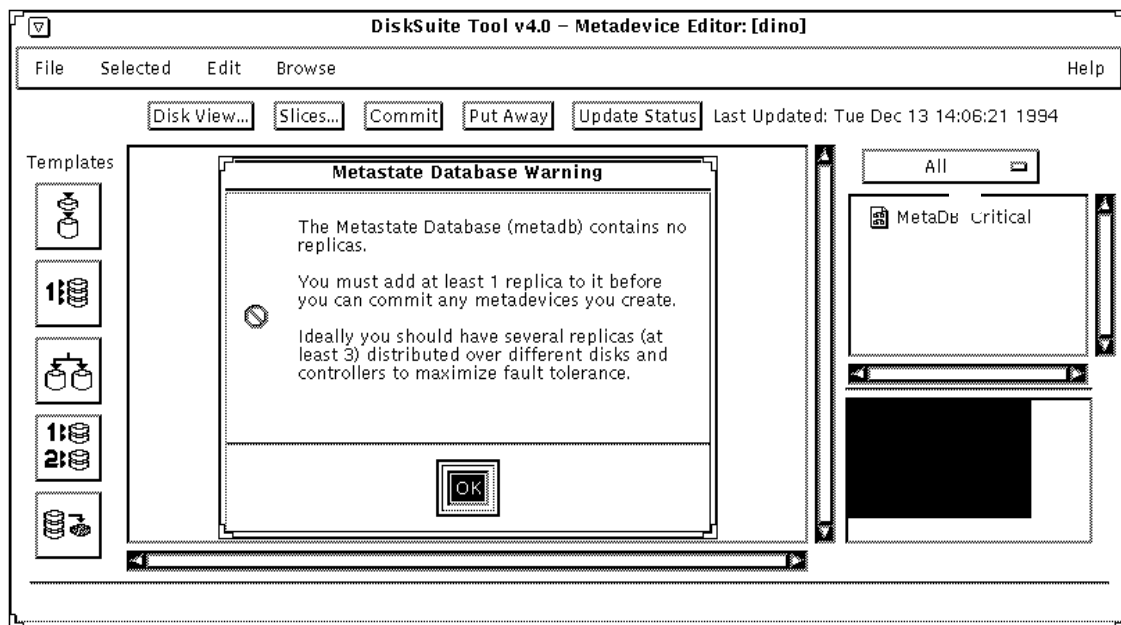 DiskSuite Tool v4.0 – Metadevice Editor: [dino]
File Selected Edit Browse Help
Disk View... Slices... Commit Put Away Update Status Last Updated: Tue Dec 13 14:06:21 1994
Templates
Metastate Database Warning
The Metastate Database (metadb) contains no
replicas.
You must add at least 1 replica to it before
you can commit any metadevices you create.
Ideally you should have several replicas (at
least 3) distributed over different disks and
controllers to maximize fault tolerance.
OK
All
MetaDB Critical
1
1
2